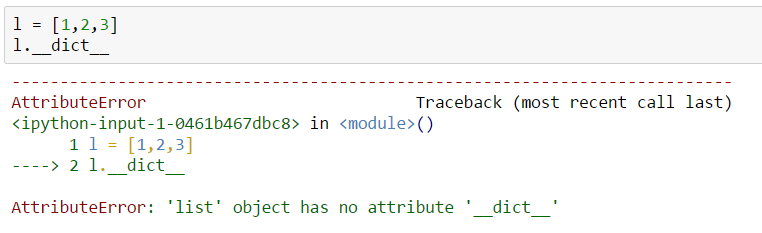 l = [1,2,3]
l.__dict__
---------------------------------------------------------------------------
AttributeError                            Traceback (most recent call last)
<ipython-input-1-0461b467dbc8> in <module>()
      1 l = [1,2,3]
----> 2 l.__dict__

AttributeError: 'list' object has no attribute '__dict__'